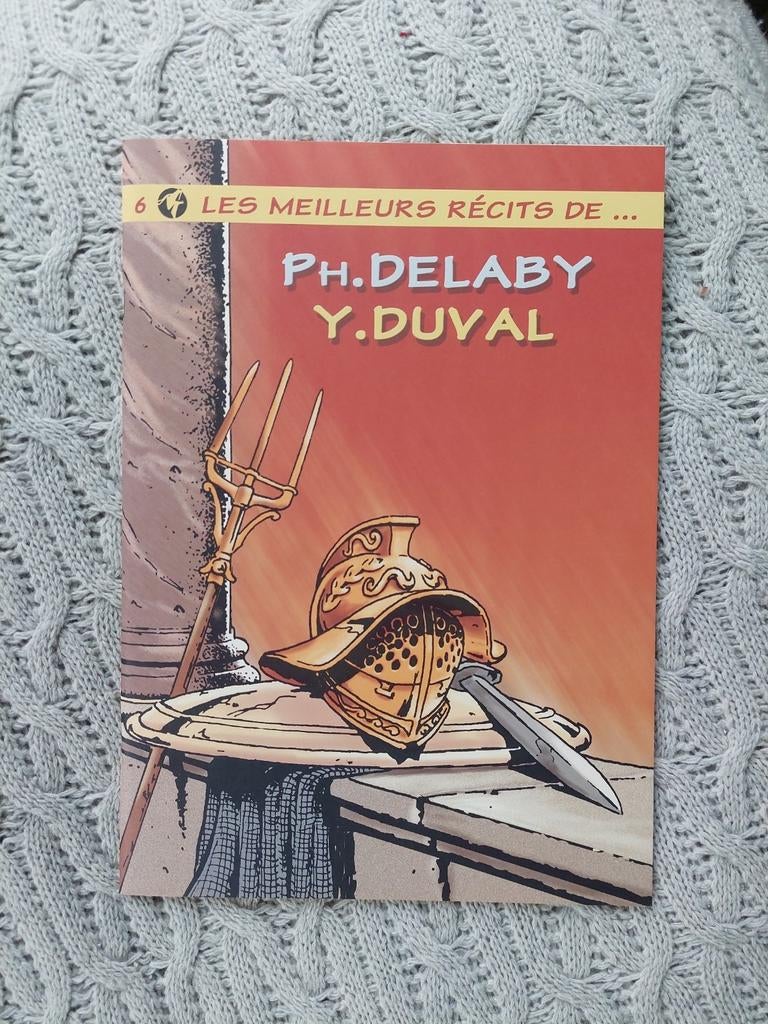 6 LES MEILLEURS RÉCITS DE ...
PH.DELABY
Y.DUVAL